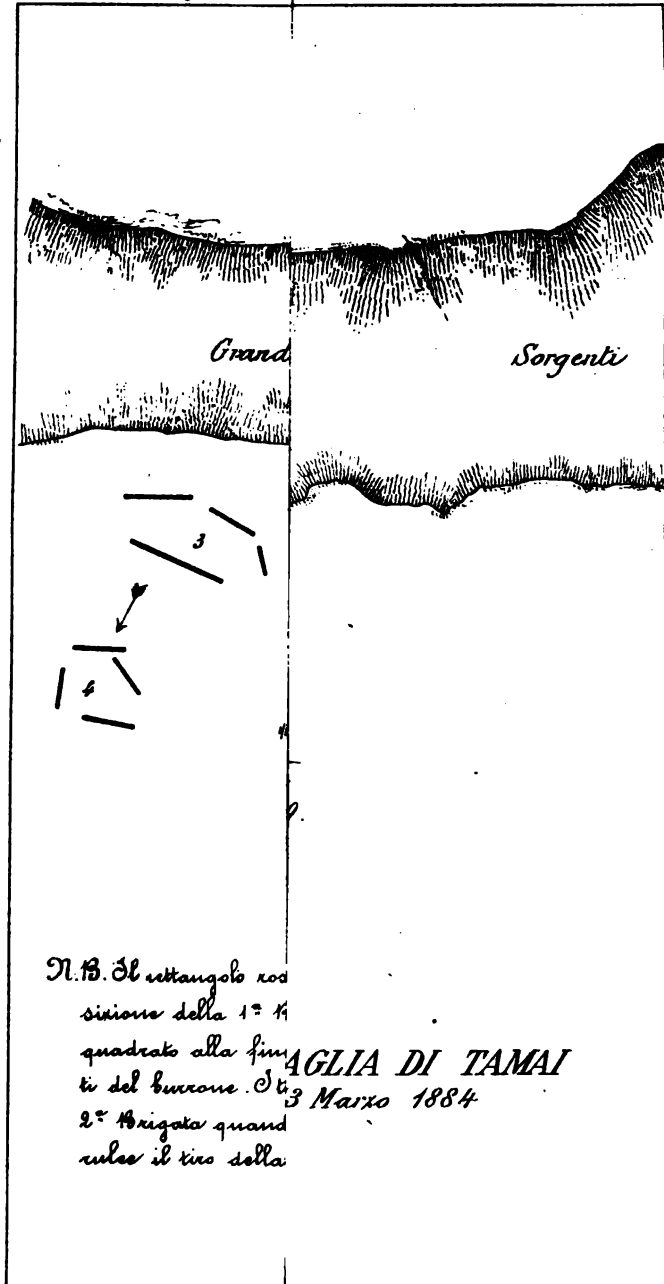 Grand
Sorgenti
3
4
N.B. Il rettangolo ros
sizione della 1ª B
quadrato alla fin
ti del burrone. I t
2ª Brigata quand
rulee il tiro della
AGLIA DI TAMAI
3 Marzo 1884